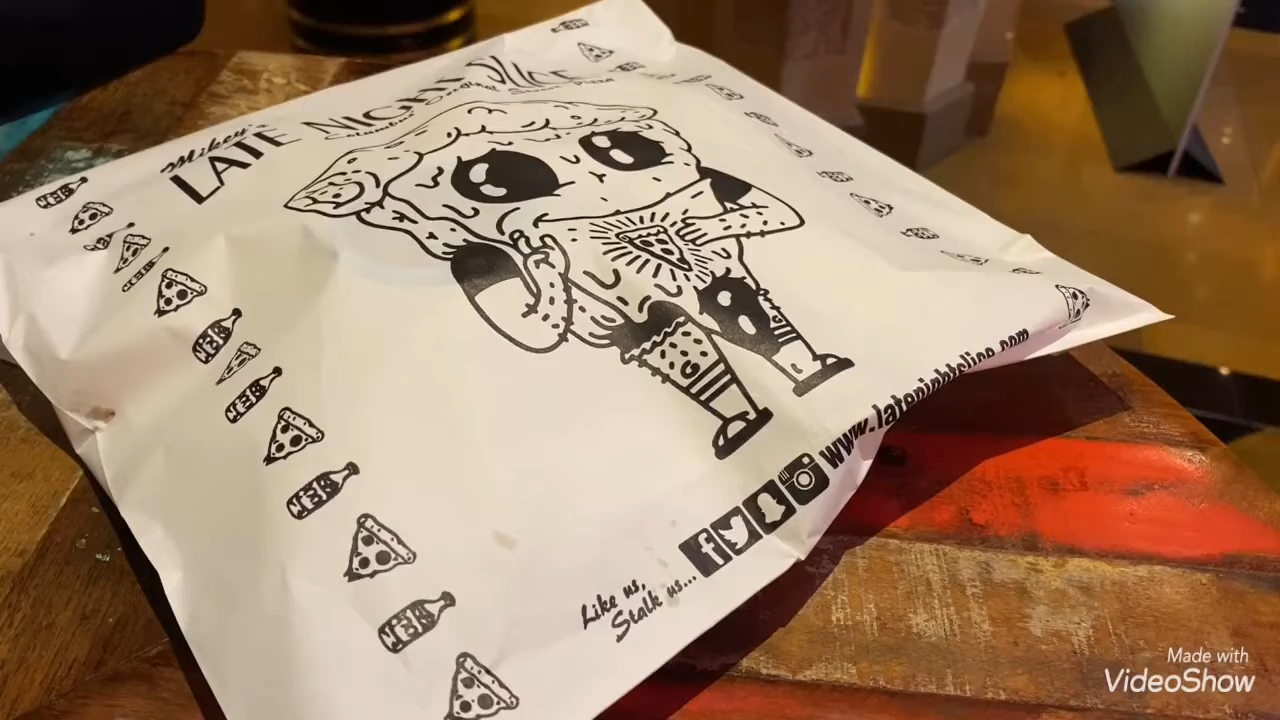 Mikey's
LATE NIGHT SLICE
Like us,
Stalk us...
www.latenightslice.com
Made with
VideoShow